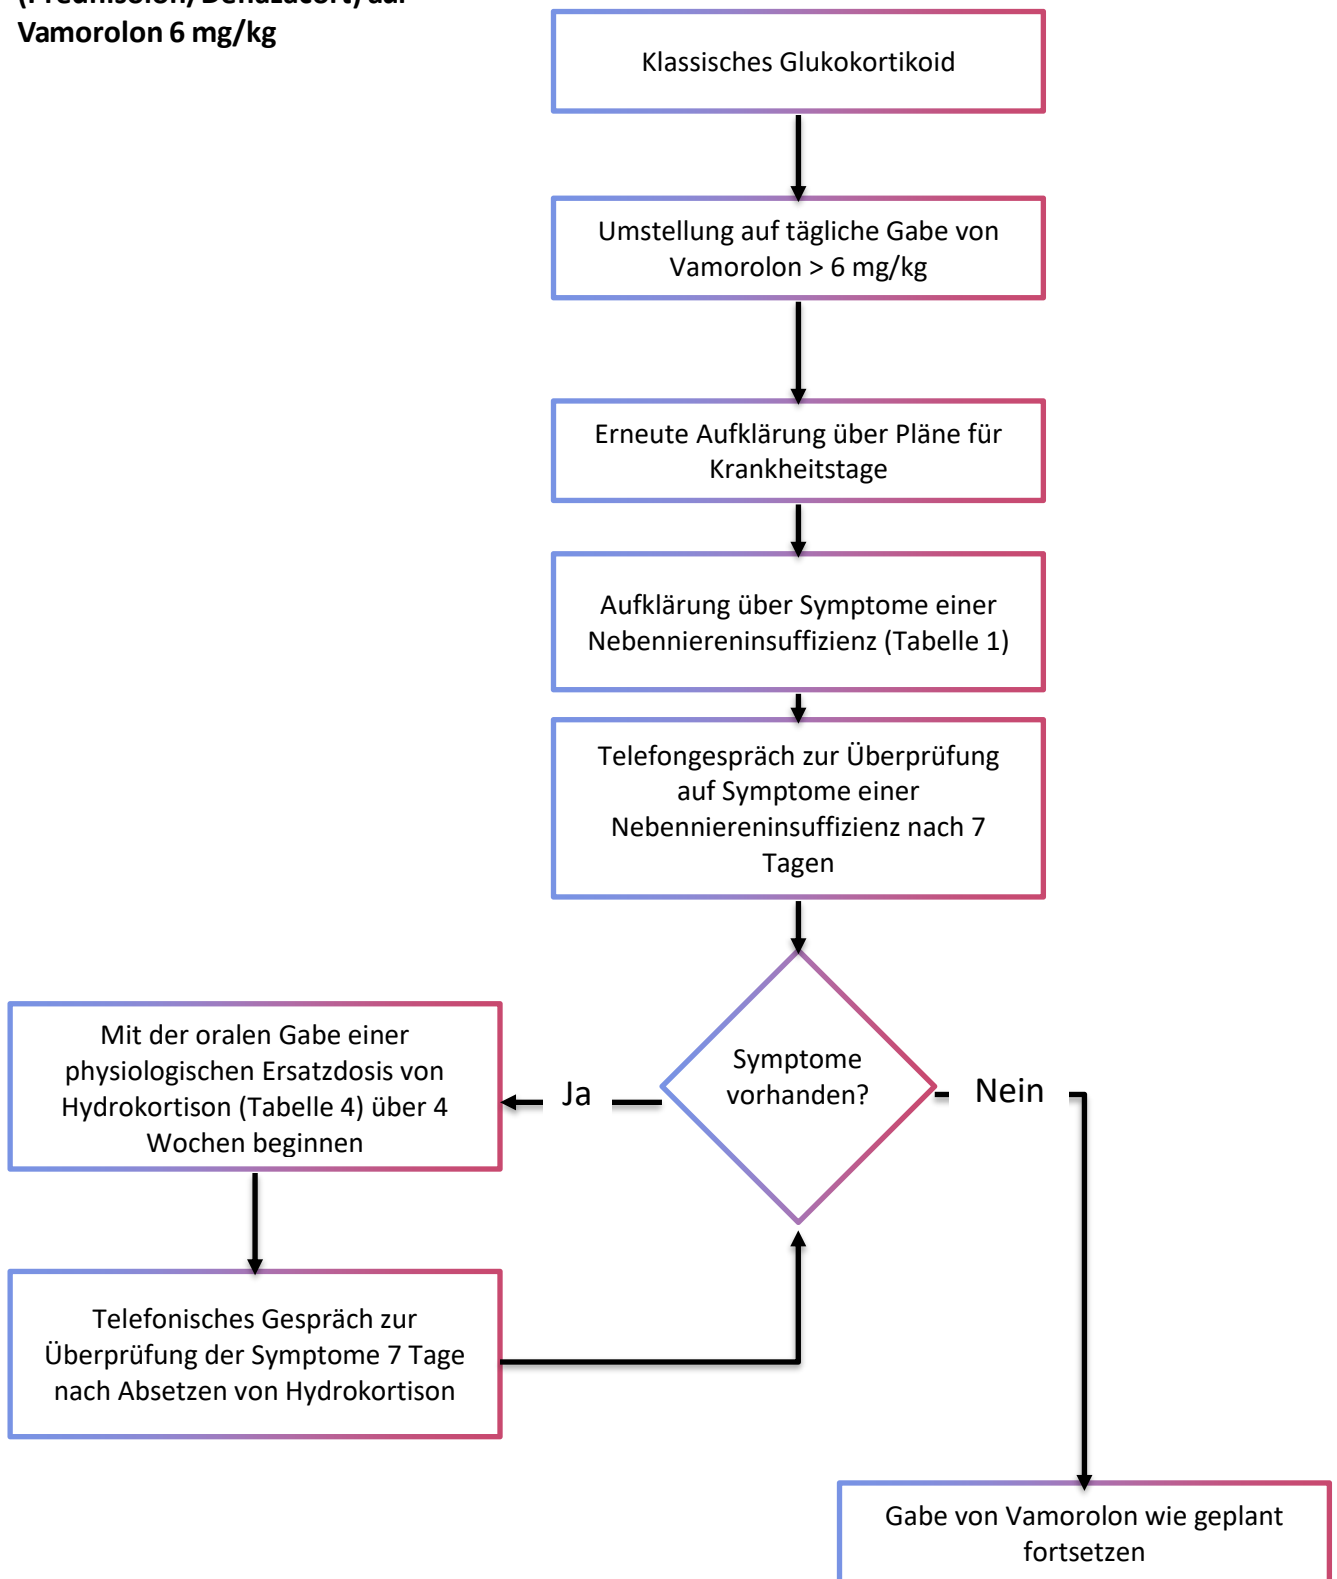 Vamorolon 6 mg/kg
Klassisches Glukokortikoid
Umstellung auf tägliche Gabe von
Vamorolon > 6 mg/kg
Erneute Aufklärung über Pläne für
Krankheitstage
Aufklärung über Symptome einer
Nebenniereninsuffizienz (Tabelle 1)
Telefongespräch zur Überprüfung
auf Symptome einer
Nebenniereninsuffizienz nach 7
Tagen
Symptome
vorhanden?
Ja
Nein
Mit der oralen Gabe einer
physiologischen Ersatzdosis von
Hydrokortison (Tabelle 4) über 4
Wochen beginnen
Telefonisches Gespräch zur
Überprüfung der Symptome 7 Tage
nach Absetzen von Hydrokortison
Gabe von Vamorolon wie geplant
fortsetzen